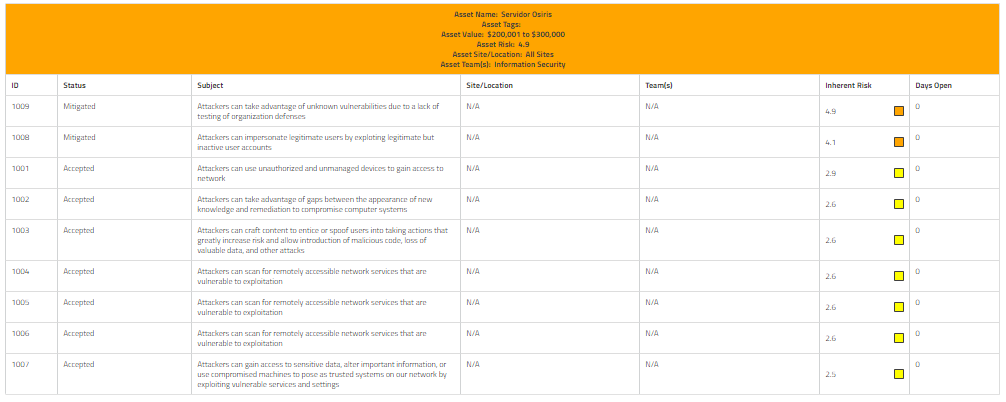 Asset Name: Servidor Osiris
Asset Tags:
Asset Value: $200,001 to $300,000
Asset Risk: 4.9
Asset Site/Location: All Sites
Asset Team(s): Information Security
ID Status Subject Site/Location Team(s) Inherent Risk Days Open
1009 Mitigated Attackers can take advantage of unknown vulnerabilities due to a lack of N/A N/A 4.9 0
testing of organization defenses
1008 Mitigated Attackers can impersonate legitimate users by exploting legitimate but N/A N/A 4.1 0
inactive user accounts
1001 Accepted Attackers can use unauthorized and unmanaged devices to gain access to N/A N/A 2.9 0
network
1002 Accepted Attackers can take advantage of gaps between the appearance of new N/A N/A 2.6 0
knowledge and remediation to compromise computer systems
1003 Accepted Attackers can craft content to entice or spoof users into taking actions that N/A N/A 2.6 0
greatly increase risk and allow introduction of malicious code, loss of
valuable data, and other attacks
1004 Accepted Attackers can scan for remotely accessible network services that are N/A N/A 2.6 0
vulnerable to exploitation
1005 Accepted Attackers can scan for remotely accessible network services that are N/A N/A 2.6 0
vulnerable to exploitation
1006 Accepted Attackers can scan for remotely accessible network services that are N/A N/A 2.6 0
vulnerable to exploitation
1007 Accepted Attackers can gain access to sensitive data, alter important information, or N/A N/A 2.5 0
use compromised machines to pose as trusted systems on our network by
exploiting vulnerable services and settings